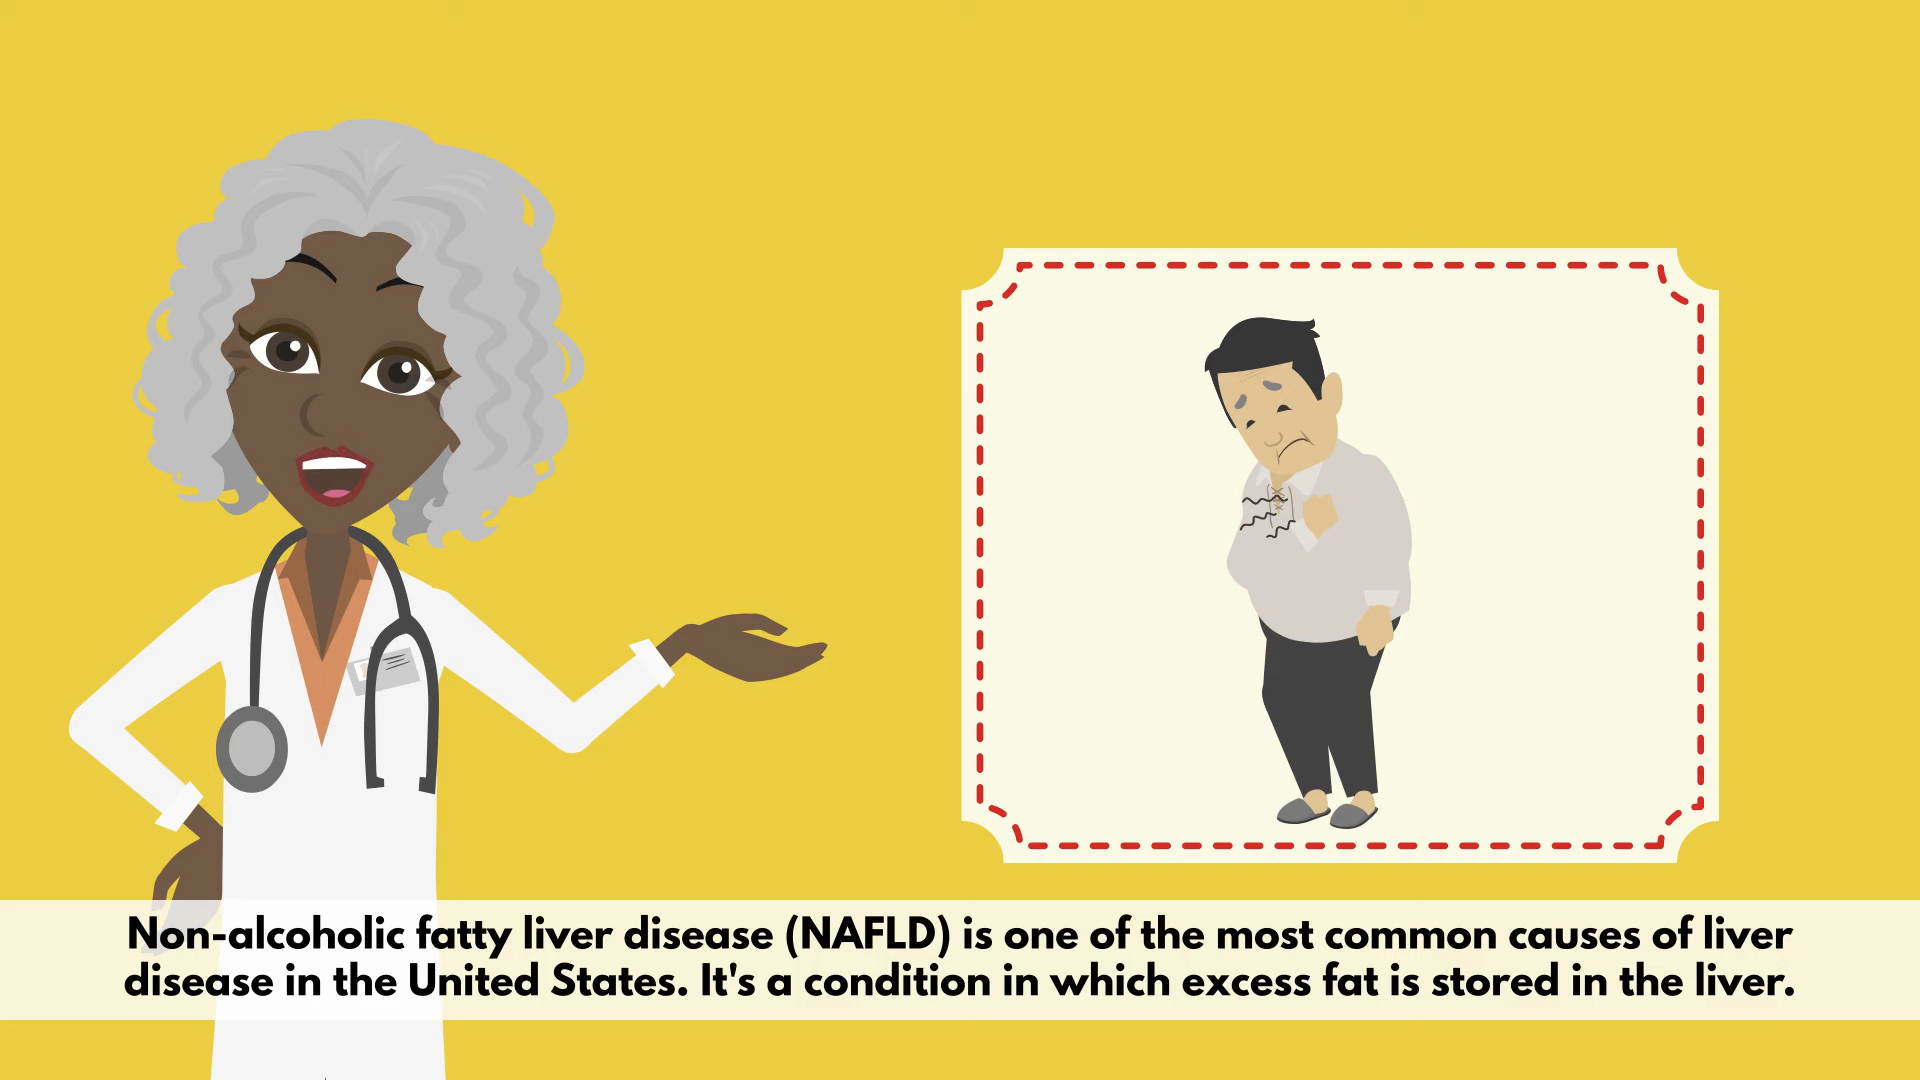 Non-alcoholic fatty liver disease (NAFLD) is one of the most common causes of liver
disease in the United States. It's a condition in which excess fat is stored in the liver.